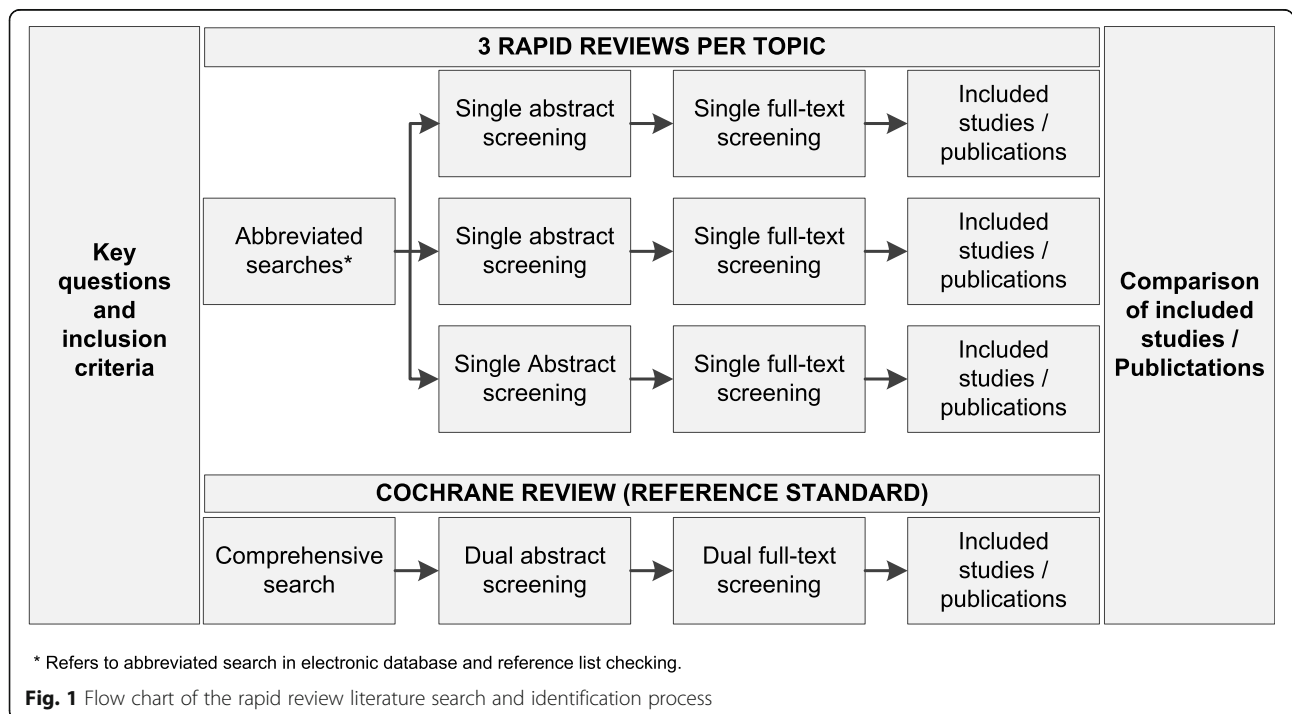 3 RAPID REVIEWS PER TOPIC
Key
questions
and
inclusion
criteria
Abbreviated
searches*
Single abstract
screening
Single full-text
screening
Included
studies /
publications
Single abstract
screening
Single full-text
screening
Included
studies /
publications
Single Abstract
screening
Single full-text
screening
Included
studies /
publications
COCHRANE REVIEW (REFERENCE STANDARD)
Comprehensive
search
Dual abstract
screening
Dual full-text
screening
Included
studies /
publications
Comparison
of included
studies /
Publictations
* Refers to abbreviated search in electronic database and reference list checking.
Fig. 1 Flow chart of the rapid review literature search and identification process